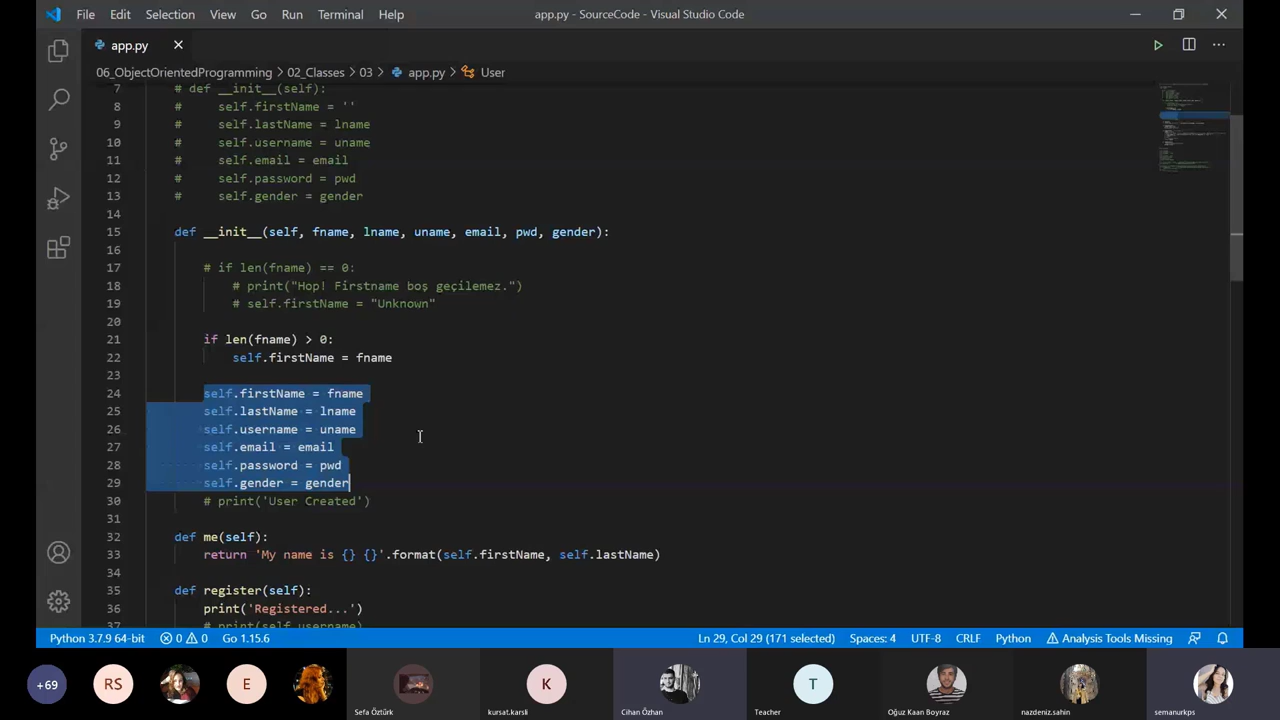 File Edit Selection View Go Run Terminal Help app.py - SourceCode - Visual Studio Code
app.py
06_ObjectOrientedProgramming > 02_Classes > 03 > app.py > User
7 # def __init__(self):
8 #     self.firstName = ''
9 #     self.lastName = lname
10 #     self.username = uname
11 #     self.email = email
12 #     self.password = pwd
13 #     self.gender = gender
14
15 def __init__(self, fname, lname, uname, email, pwd, gender):
16
17     # if len(fname) == 0:
18         # print("Hop! Firstname boş geçilemez.")
19         # self.firstName = "Unknown"
20
21     if len(fname) > 0:
22         self.firstName = fname
23
24     self.firstName = fname
25     self.lastName = lname
26     self.username = uname
27     self.email = email
28     self.password = pwd
29     self.gender = gender
30     # print('User Created')
31
32 def me(self):
33     return 'My name is {} {}'.format(self.firstName, self.lastName)
34
35 def register(self):
36     print('Registered...')
37     # print(self.username)
Python 3.7.9 64-bit 0 0 Go 1.15.6 Ln 29, Col 29 (171 selected) Spaces: 4 UTF-8 CRLF Python Analysis Tools Missing
+69 RS E K T
Sefa Öztürk kursat.karsli Cihan Özhan Teacher Oğuz Kaan Boyraz nazdeniz.sahin semanurkps